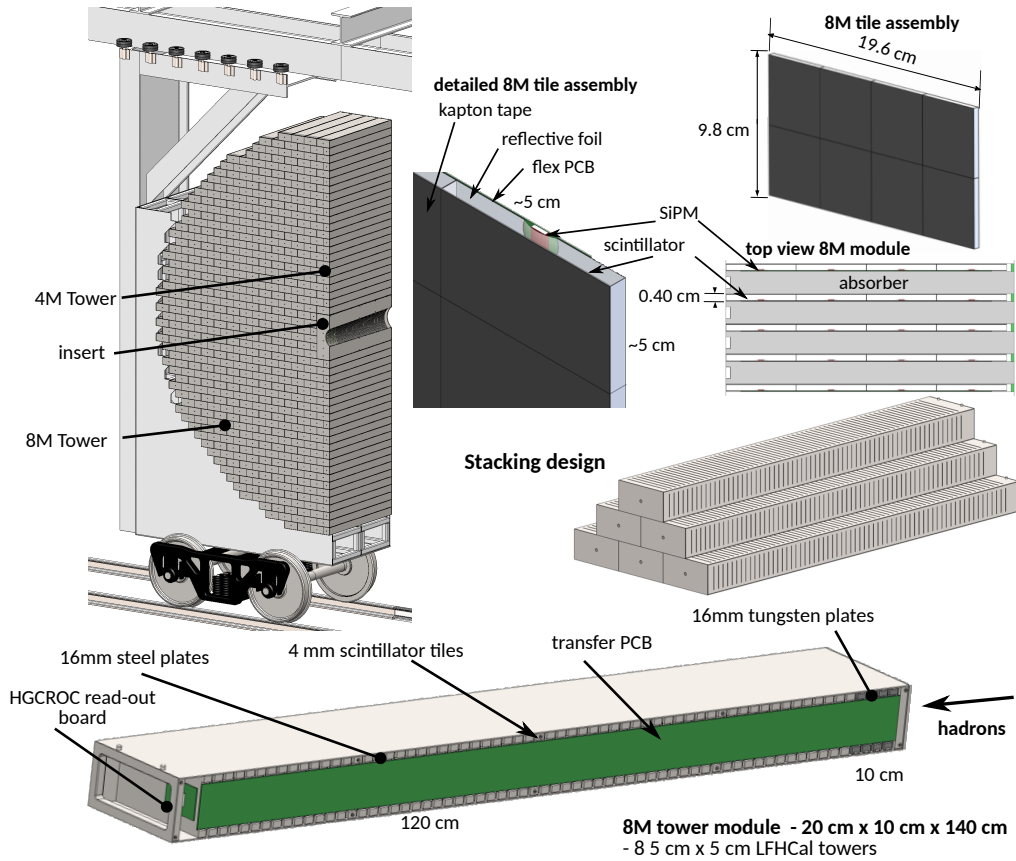 8M tile assembly
19.6 cm
9.8 cm
detailed 8M tile assembly
kapton tape
reflective foil
flex PCB
~5 cm
SiPM
scintillator
~5 cm
top view 8M module
absorber
0.40 cm
4M Tower
insert
8M Tower
Stacking design
16mm tungsten plates
transfer PCB
4 mm scintillator tiles
16mm steel plates
HGCROC read-out
board
hadrons
10 cm
120 cm
8M tower module - 20 cm x 10 cm x 140 cm
- 8 5 cm x 5 cm LFHCal towers